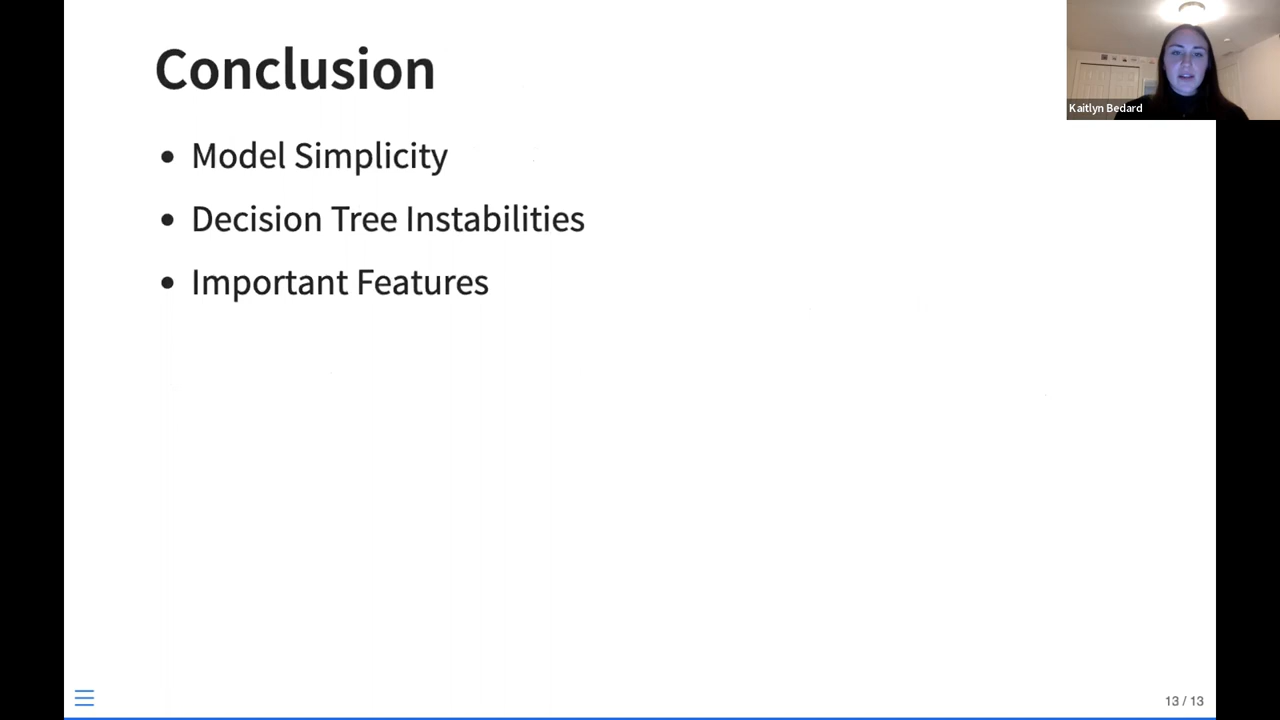 Conclusion
Kaitlyn Bedard
• Model Simplicity
• Decision Tree Instabilities
• Important Features
13 / 13